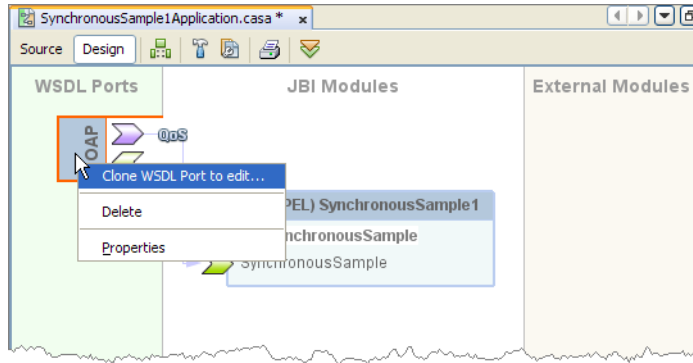 SynchronousSample1Application.casa * x
Source Design
WSDL Ports JBI Modules External Modules
OAP QoS
Clone WSDL Port to edit...
Delete
Properties
PEL) SynchronousSample1
nchronousSample
SynchronousSample